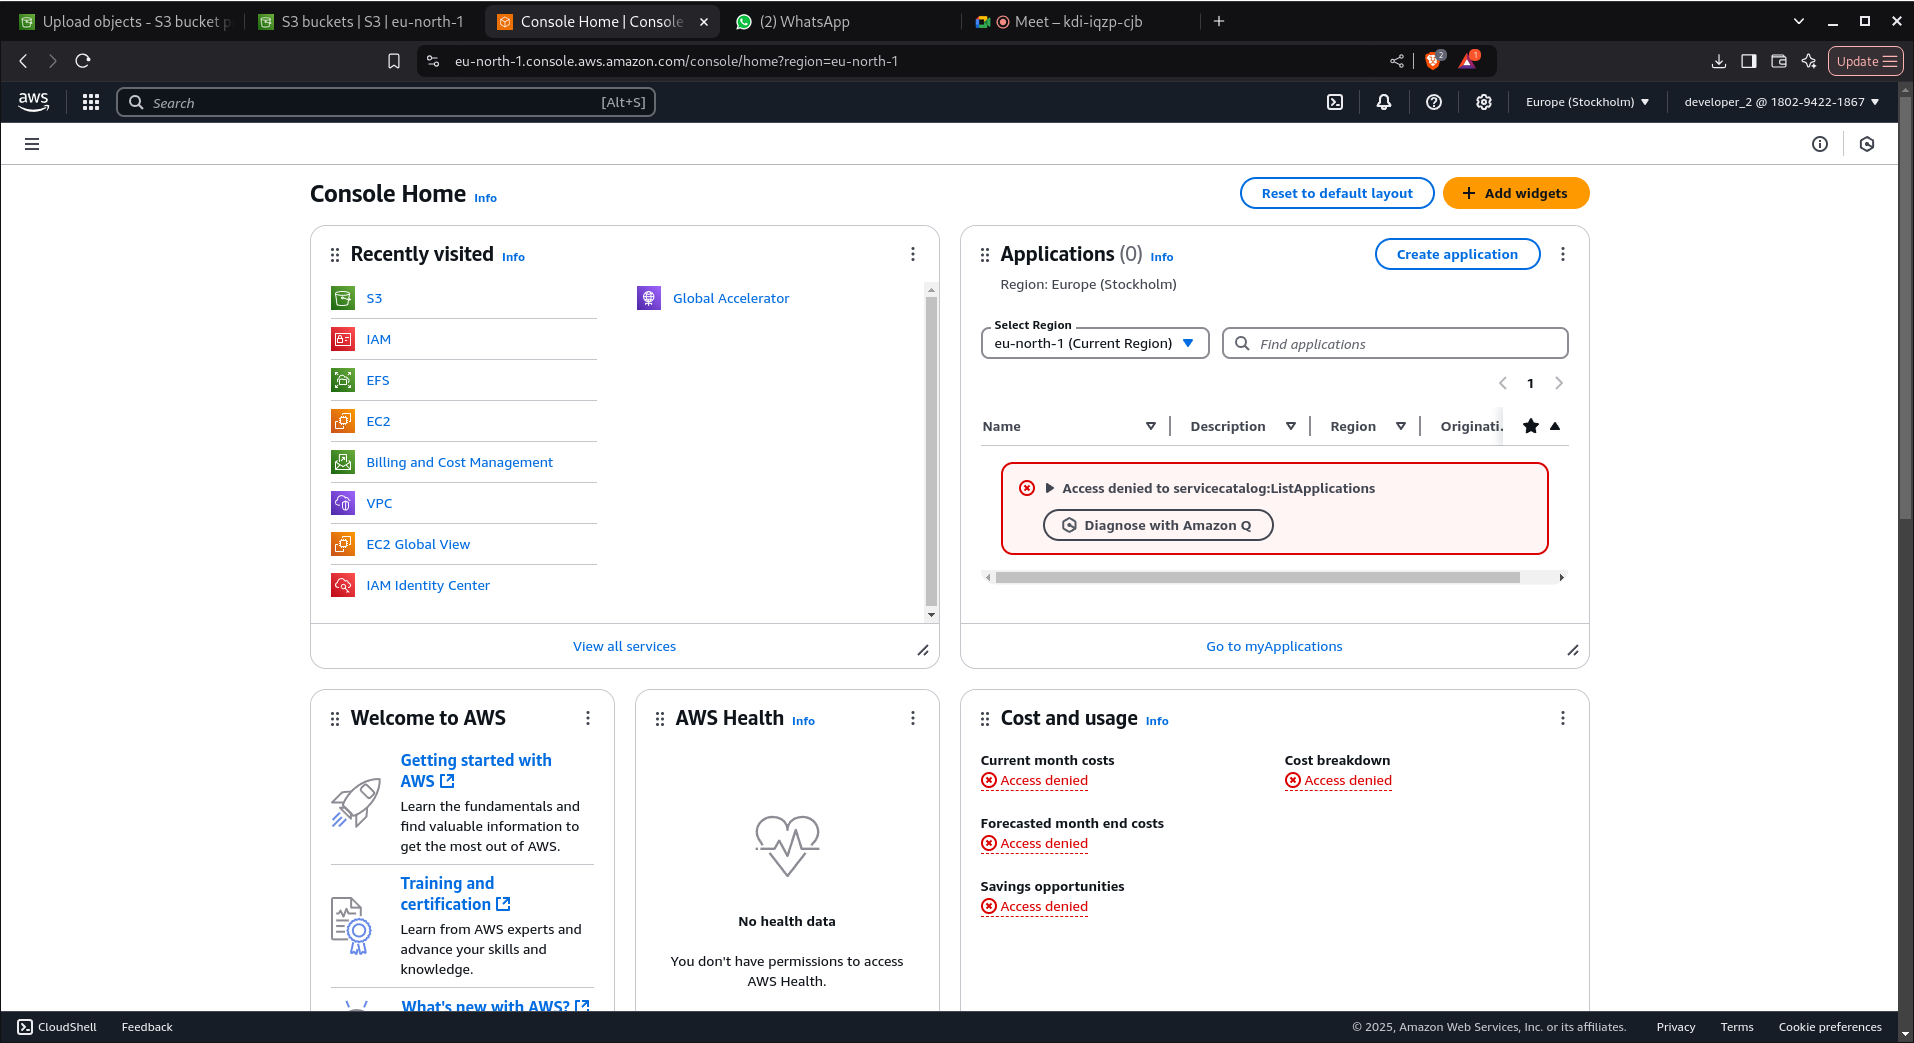 Upload objects - S3 bucket p
S3 buckets | S3 | eu-north-1
Console Home | Console
(2) WhatsApp
Meet – kdi-iqzp-cjb
eu-north-1.console.aws.amazon.com/console/home?region=eu-north-1
2
1
Update
aws
Search
[Alt+S]
Europe (Stockholm)
developer_2 @ 1802-9422-1867
Console Home Info
Reset to default layout
Add widgets
Recently visited Info
S3
IAM
EFS
EC2
Billing and Cost Management
VPC
EC2 Global View
IAM Identity Center
Global Accelerator
View all services
Applications (0) Info
Create application
Region: Europe (Stockholm)
Select Region
eu-north-1 (Current Region)
Find applications
1
Name
Description
Region
Originati.
Access denied to servicecatalog:ListApplications
Diagnose with Amazon Q
Go to myApplications
Welcome to AWS
Getting started with
AWS
Learn the fundamentals and
find valuable information to
get the most out of AWS.
Training and
certification
Learn from AWS experts and
advance your skills and
knowledge.
What's new with AWS?
AWS Health Info
No health data
You don't have permissions to access
AWS Health.
Cost and usage Info
Current month costs
Access denied
Forecasted month end costs
Access denied
Savings opportunities
Access denied
Cost breakdown
Access denied
CloudShell
Feedback
© 2025, Amazon Web Services, Inc. or its affiliates.
Privacy
Terms
Cookie preferences